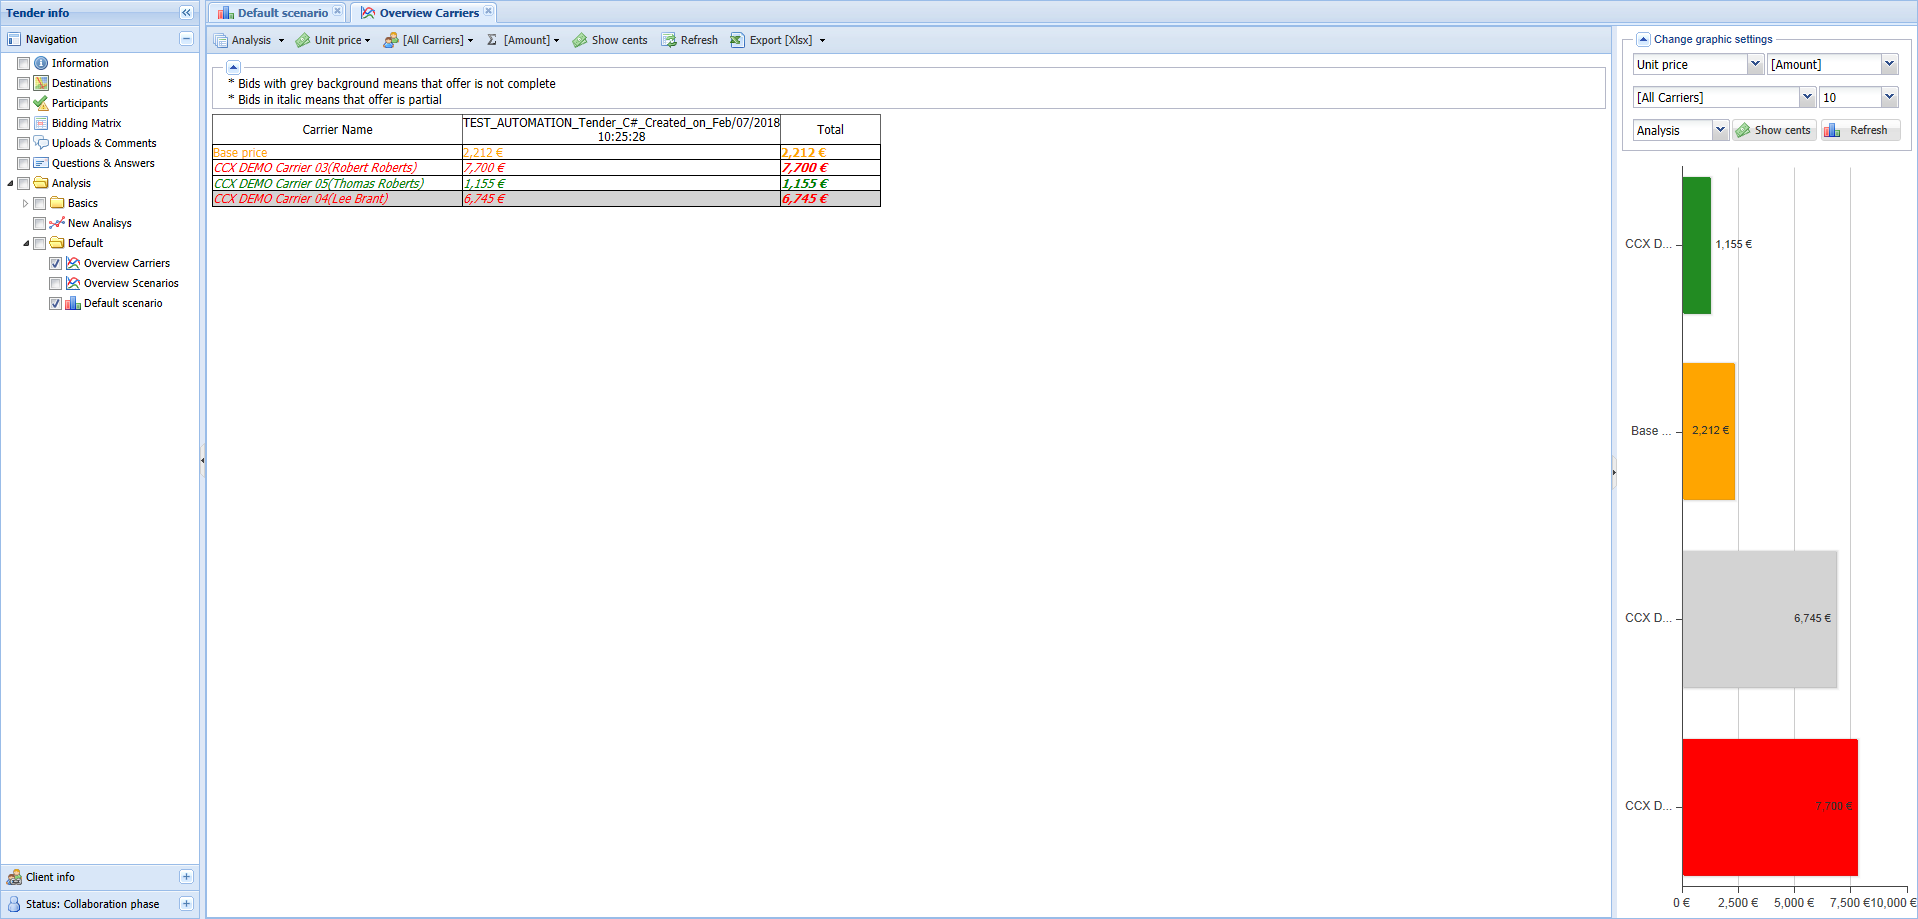 Tender info
Navigation
Information
Destinations
Participants
Bidding Matrix
Uploads & Comments
Questions & Answers
Analysis
Basics
New Analisys
Default
Overview Carriers
Overview Scenarios
Default scenario
Client info
Status: Collaboration phase
Default scenario
Overview Carriers
Analysis
Unit price
[All Carriers]
Σ [Amount]
Show cents
Refresh
Export [Xlsx]
* Bids with grey background means that offer is not complete
* Bids in italic means that offer is partial
Carrier Name TEST_AUTOMATION_Tender_C#_Created_on_Feb/07/2018 10:25:28 Total
Base price 2,212 € 2,212 €
CCX DEMO Carrier 03(Robert Roberts) 7,700 € 7,700 €
CCX DEMO Carrier 05(Thomas Roberts) 1,155 € 1,155 €
CCX DEMO Carrier 04(Lee Brant) 6,745 € 6,745 €
Change graphic settings
Unit price [Amount]
[All Carriers] 10
Analysis Show cents Refresh
CCX D... 1,155 €
Base ... 2,212 €
CCX D... 6,745 €
CCX D... 7,700 €
0 € 2,500 € 5,000 € 7,500 € 10,000 €